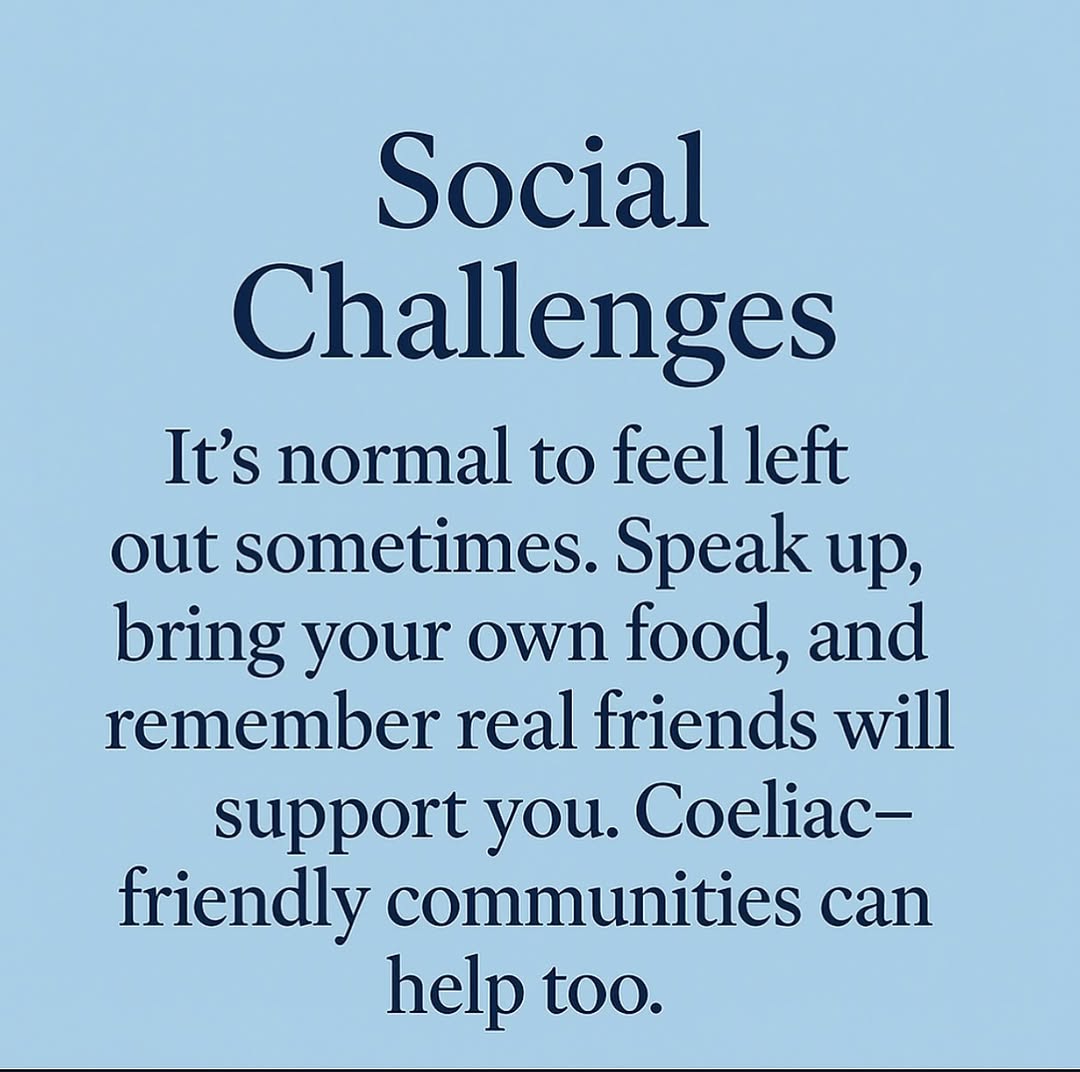 Social
Challenges
It’s normal to feel left
out sometimes. Speak up,
bring your own food, and
remember real friends will
support you. Coeliac–
friendly communities can
help too.